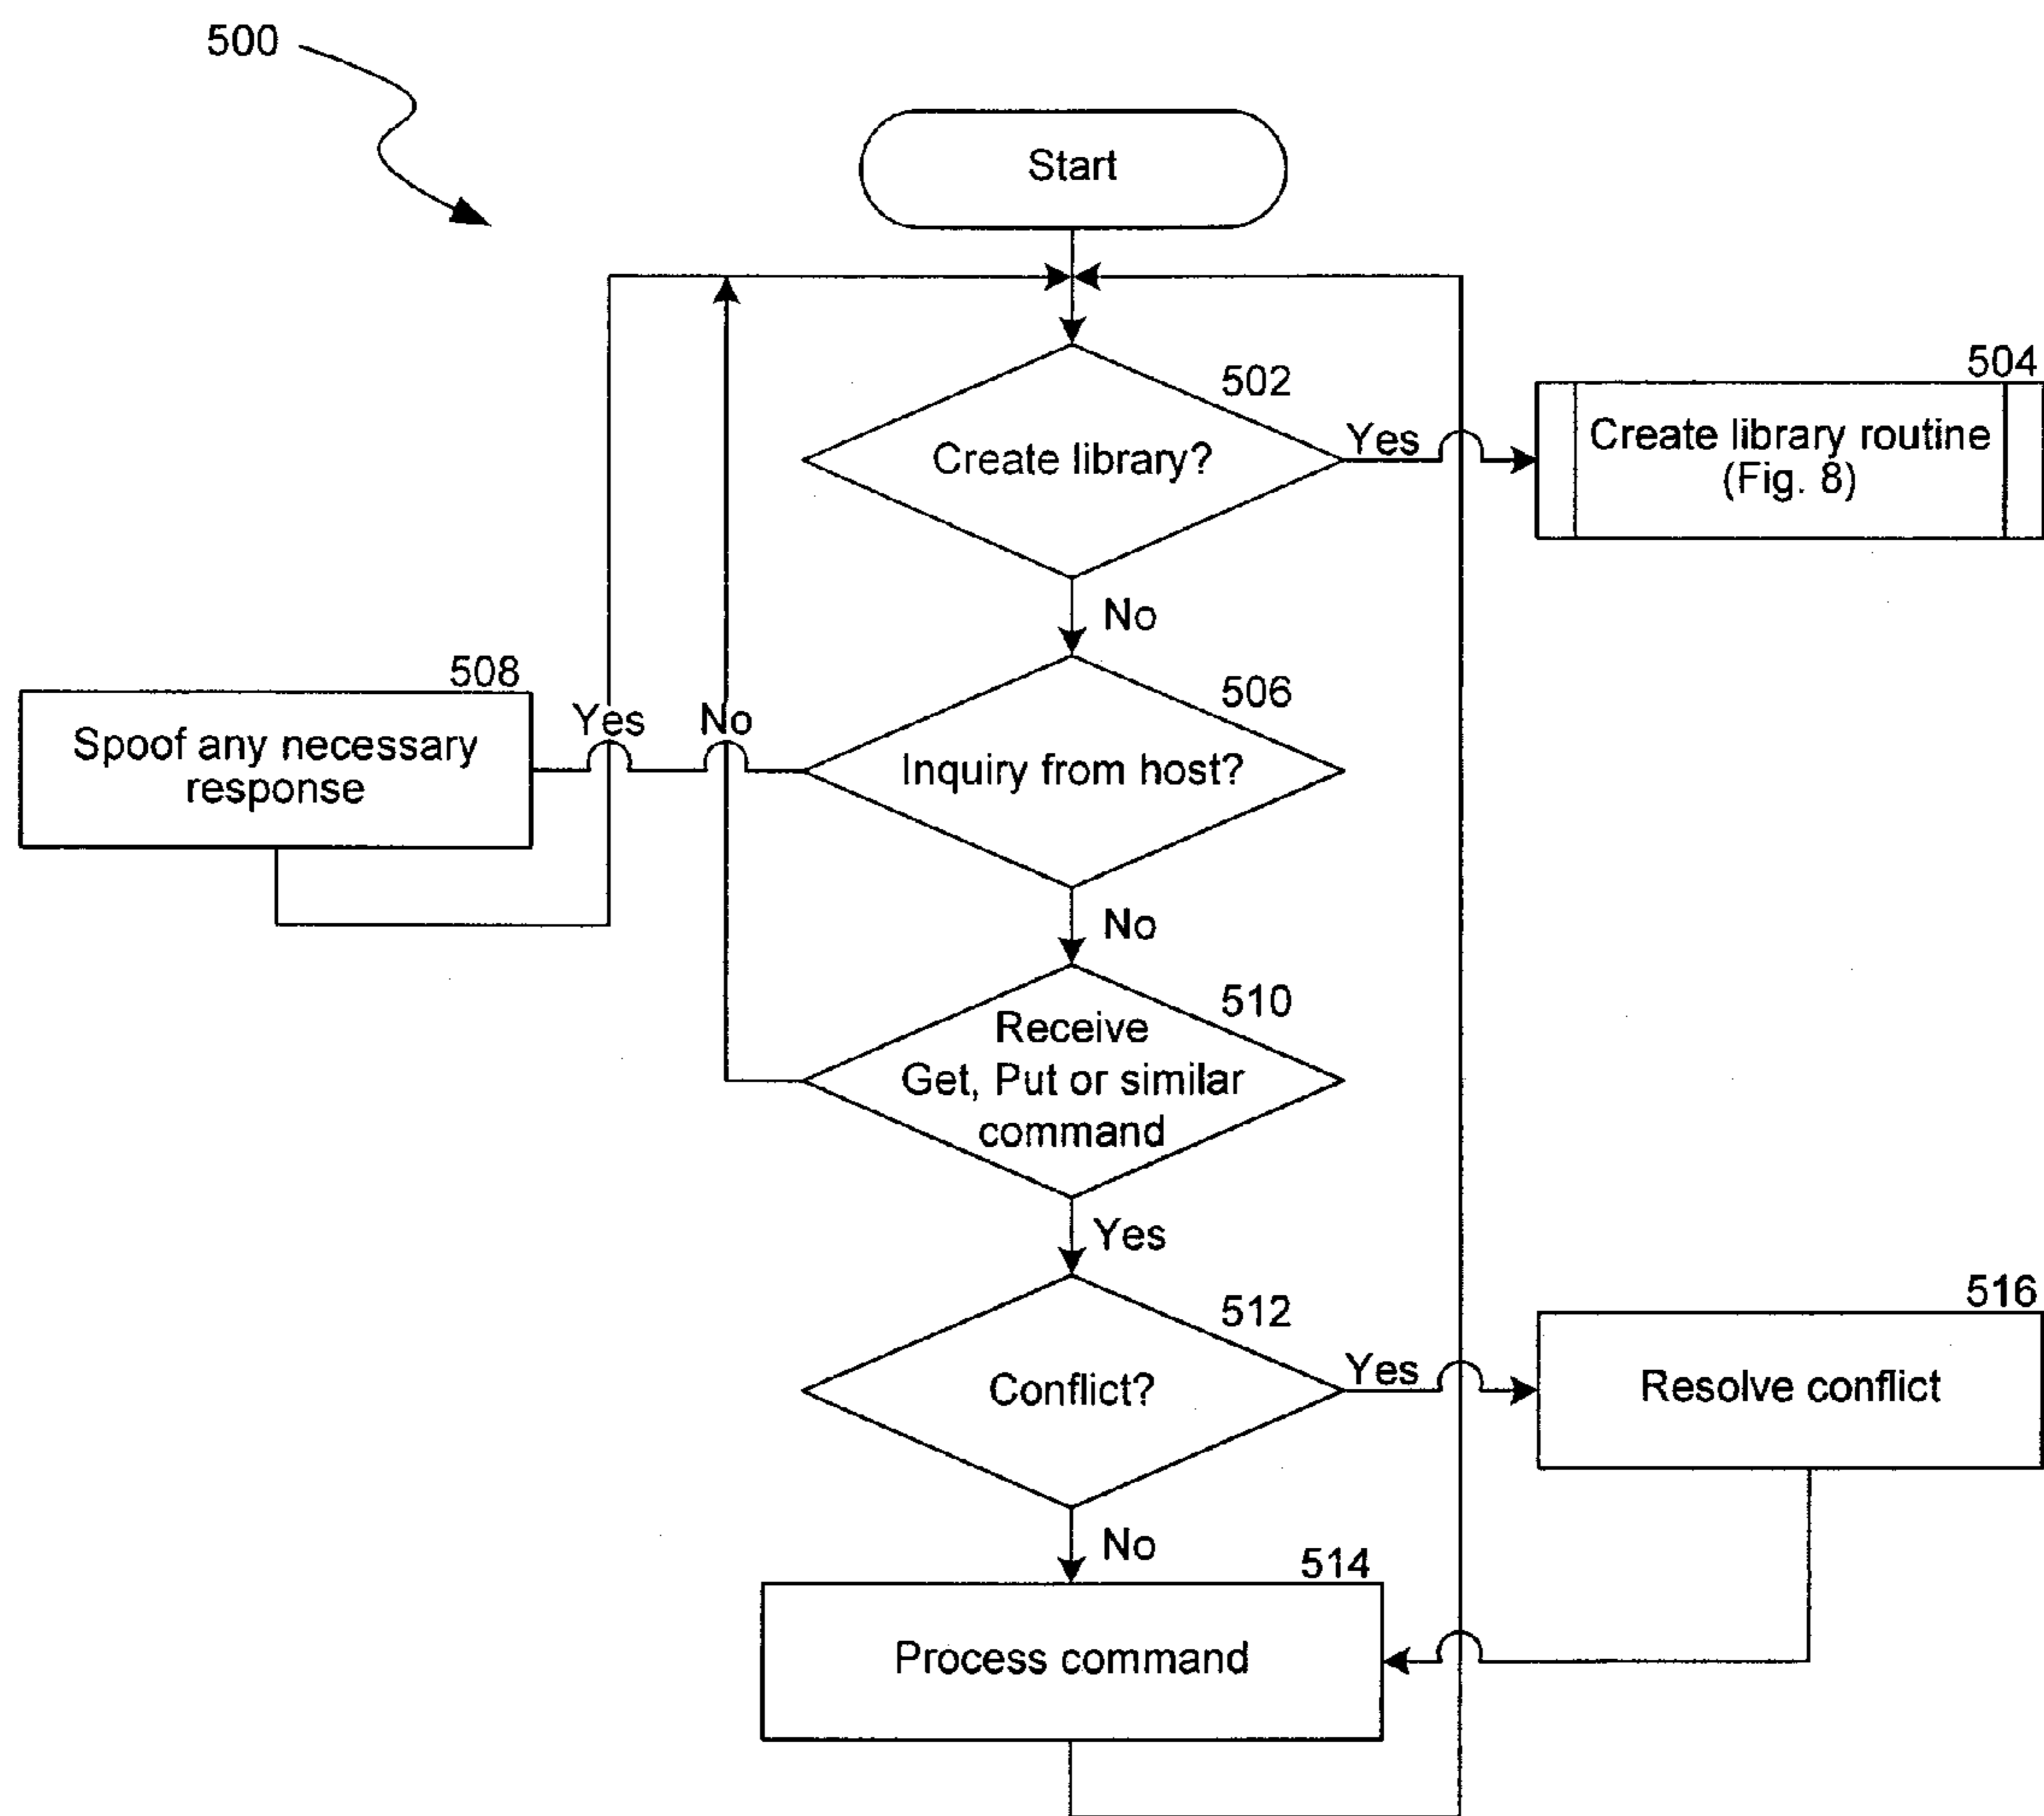 500
Start
502
Create library?
Yes
504
Create library routine
(Fig. 8)
No
506
Inquiry from host?
Yes
No
508
Spoof any necessary
response
No
510
Receive
Get, Put or similar
command
Yes
512
Conflict?
Yes
516
Resolve conflict
No
514
Process command